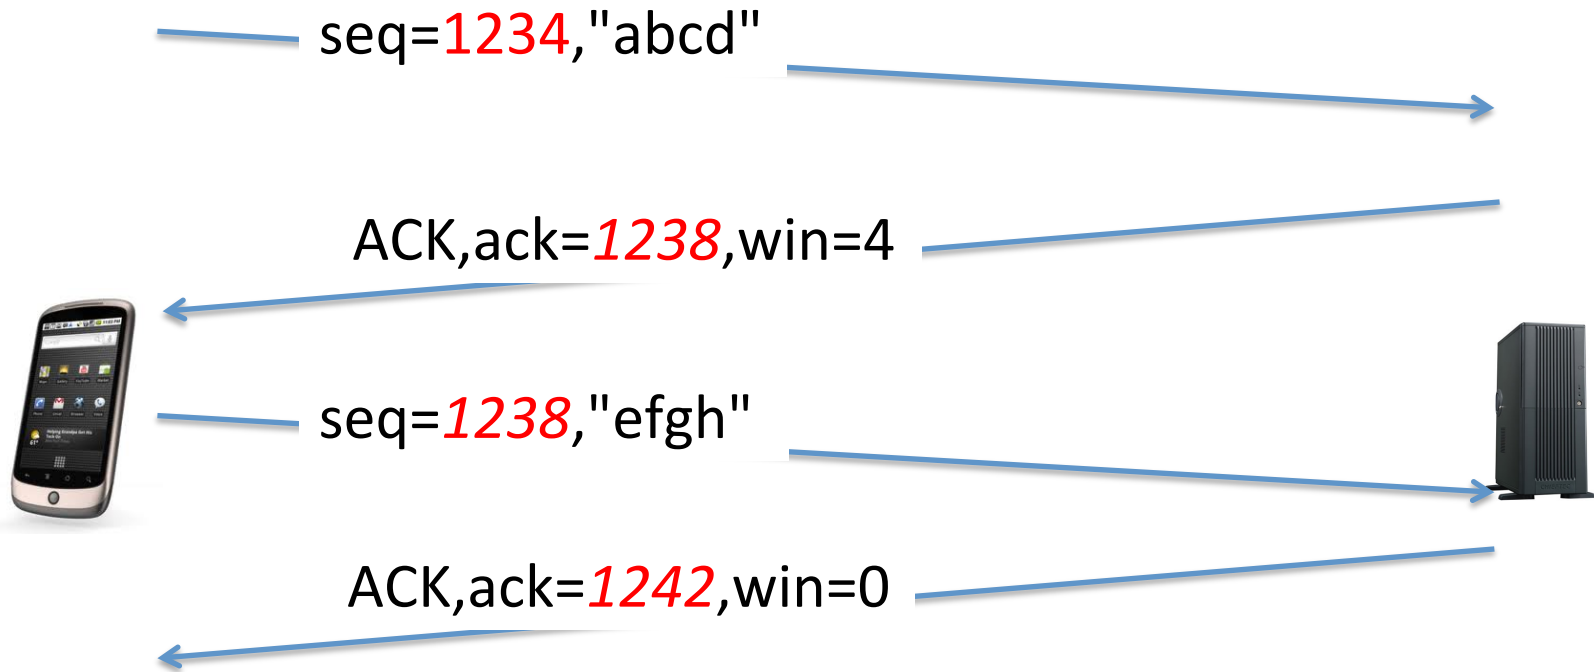 seq=1234,"abcd"
ACK,ack=1238,win=4
seq=1238,"efgh"
ACK,ack=1242,win=0